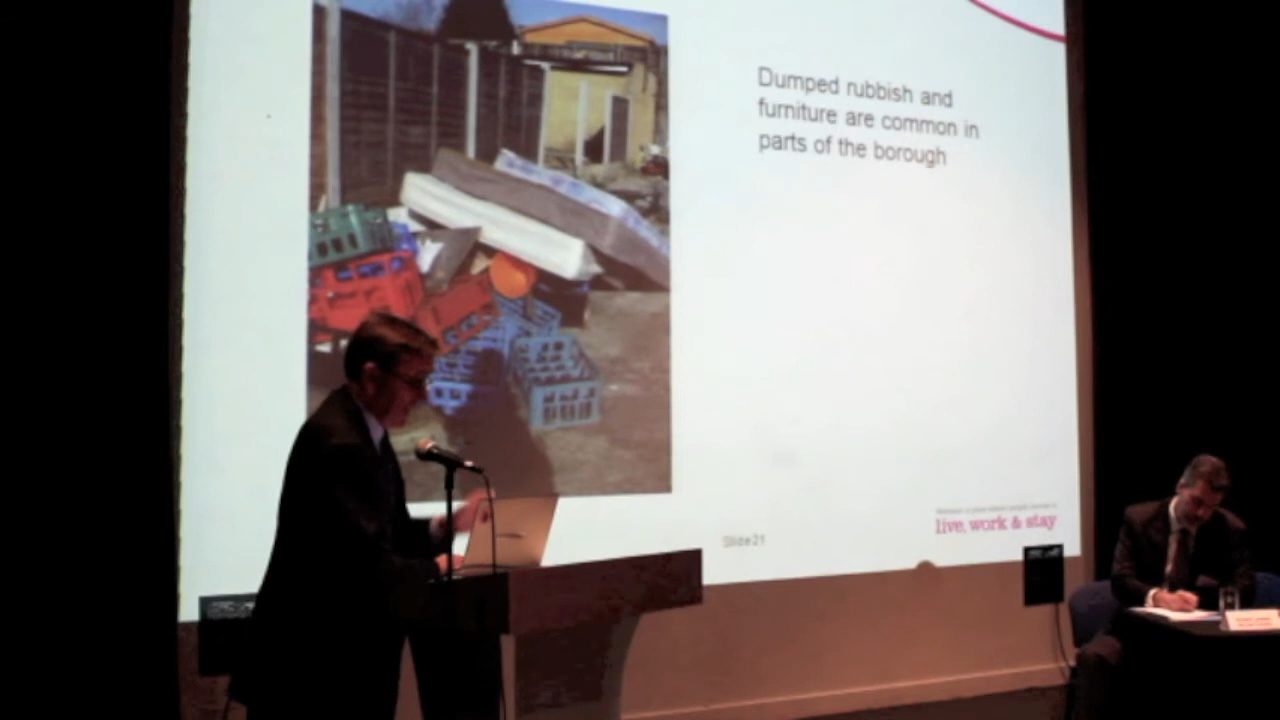 Dumped rubbish and
furniture are common in
parts of the borough
Slide 21
live, work & stay